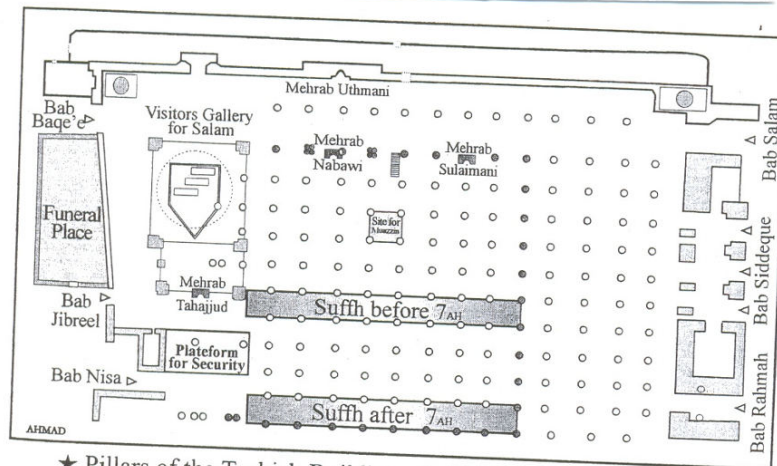 Mehrab Uthmani
Bab
Baqe'e
Visitors Gallery
for Salam
Mehrab
Nabawi
Mehrab
Sulaimani
Bab Salam
Funeral
Place
Site for
Muazzin
Bab Siddeque
Mehrab
Tahajjud
Bab
Jibreel
Suffh before 7AH
Plateform
for Security
Bab Nisa
Suffh after 7AH
Bab Rahmah
AHMAD
★ Pillars of the Turkish